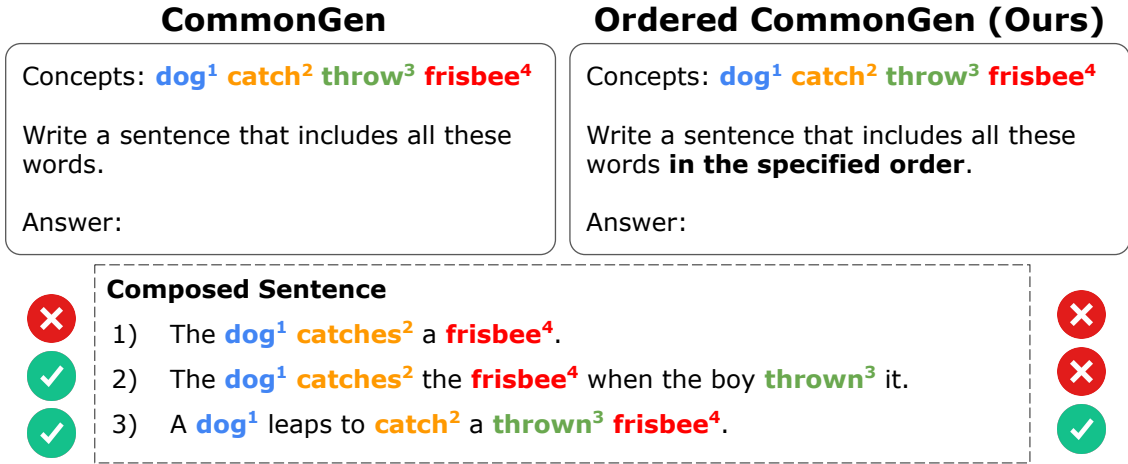 CommonGen
Ordered CommonGen (Ours)
Concepts: dog¹ catch² throw³ frisbee⁴
Write a sentence that includes all these
words.
Answer:
Concepts: dog¹ catch² throw³ frisbee⁴
Write a sentence that includes all these
words in the specified order.
Answer:
Composed Sentence
1) The dog¹ catches² a frisbee⁴.
2) The dog¹ catches² the frisbee⁴ when the boy thrown³ it.
3) A dog¹ leaps to catch² a thrown³ frisbee⁴.